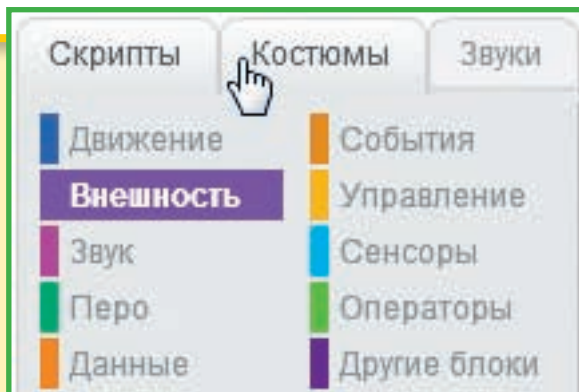 Скрипты Костюмы Звуки
Движение События
Внешность Управление
Звук Сенсоры
Перо Операторы
Данные Другие блоки